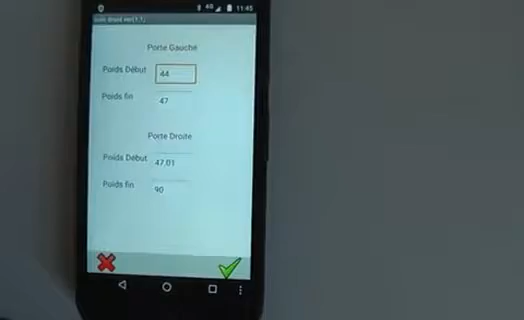 4G 11:45
Porte Gauche
Poids Début 44
Poids fin 47
Porte Droite
Poids Début 47.01
Poids fin 90